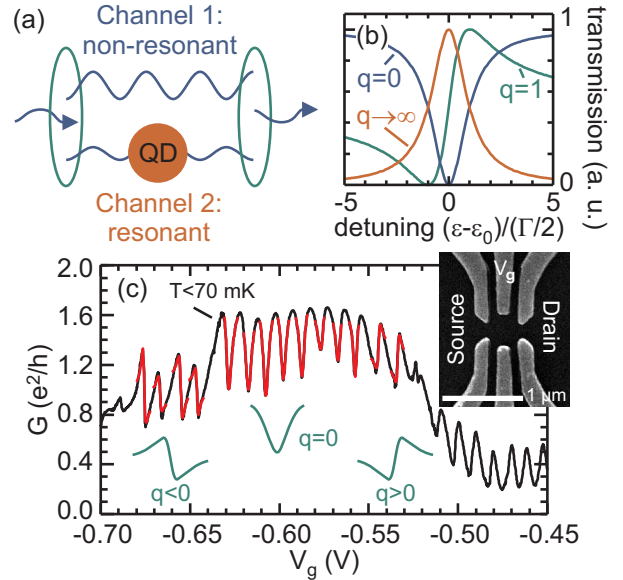 (a)
Channel 1:
non-resonant
QD
Channel 2:
resonant
(b)
q=0
q=1
q→∞
1
0
transmission (a. u.)
-5
0
5
detuning (ε-ε₀)/(Γ/2)
(c)
T<70 mK
2.0
1.6
1.2
0.8
0.4
0.0
G (e²/h)
q<0
q=0
q>0
-0.70
-0.65
-0.60
-0.55
-0.50
-0.45
V_g (V)
V_g
Source
Drain
1 µm